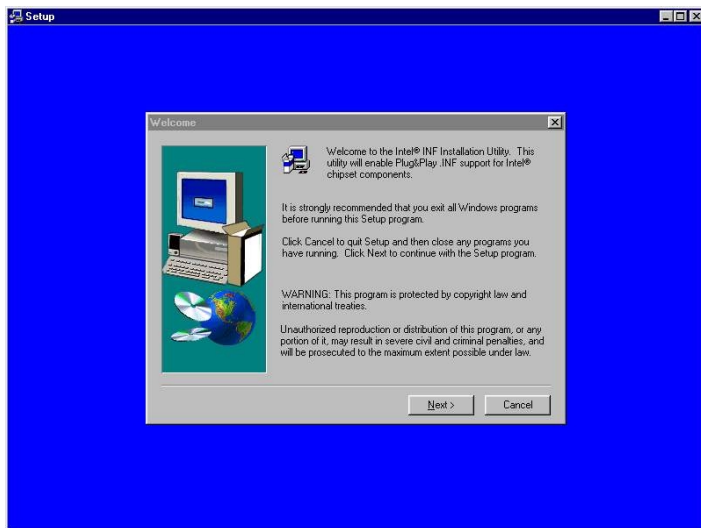 Setup
Welcome
Welcome to the Intel® INF Installation Utility. This
utility will enable Plug&Play .INF support for Intel®
chipset components.
It is strongly recommended that you exit all Windows programs
before running this Setup program.
Click Cancel to quit Setup and then close any programs you
have running. Click Next to continue with the Setup program.
WARNING: This program is protected by copyright law and
international treaties.
Unauthorized reproduction or distribution of this program, or any
portion of it, may result in severe civil and criminal penalties, and
will be prosecuted to the maximum extent possible under law.
Next >
Cancel